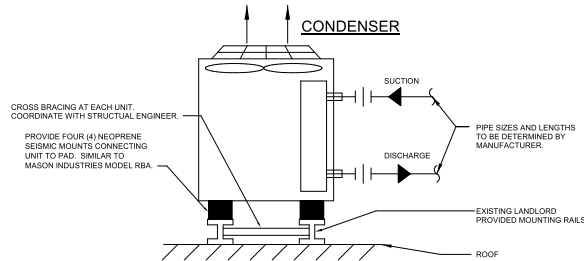 CONDENSER
SUCTION
CROSS BRACING AT EACH UNIT.
COORDINATE WITH STRUCTUAL ENGINEER.
PROVIDE FOUR (4) NEOPRENE
SEISMIC MOUNTS CONNECTING
UNIT TO PAD. SIMILAR TO
MASON INDUSTRIES MODEL RBA.
PIPE SIZES AND LENGTHS
TO BE DETERMINED BY
MANUFACTURER.
DISCHARGE
EXISTING LANDLORD
PROVIDED MOUNTING RAILS
ROOF